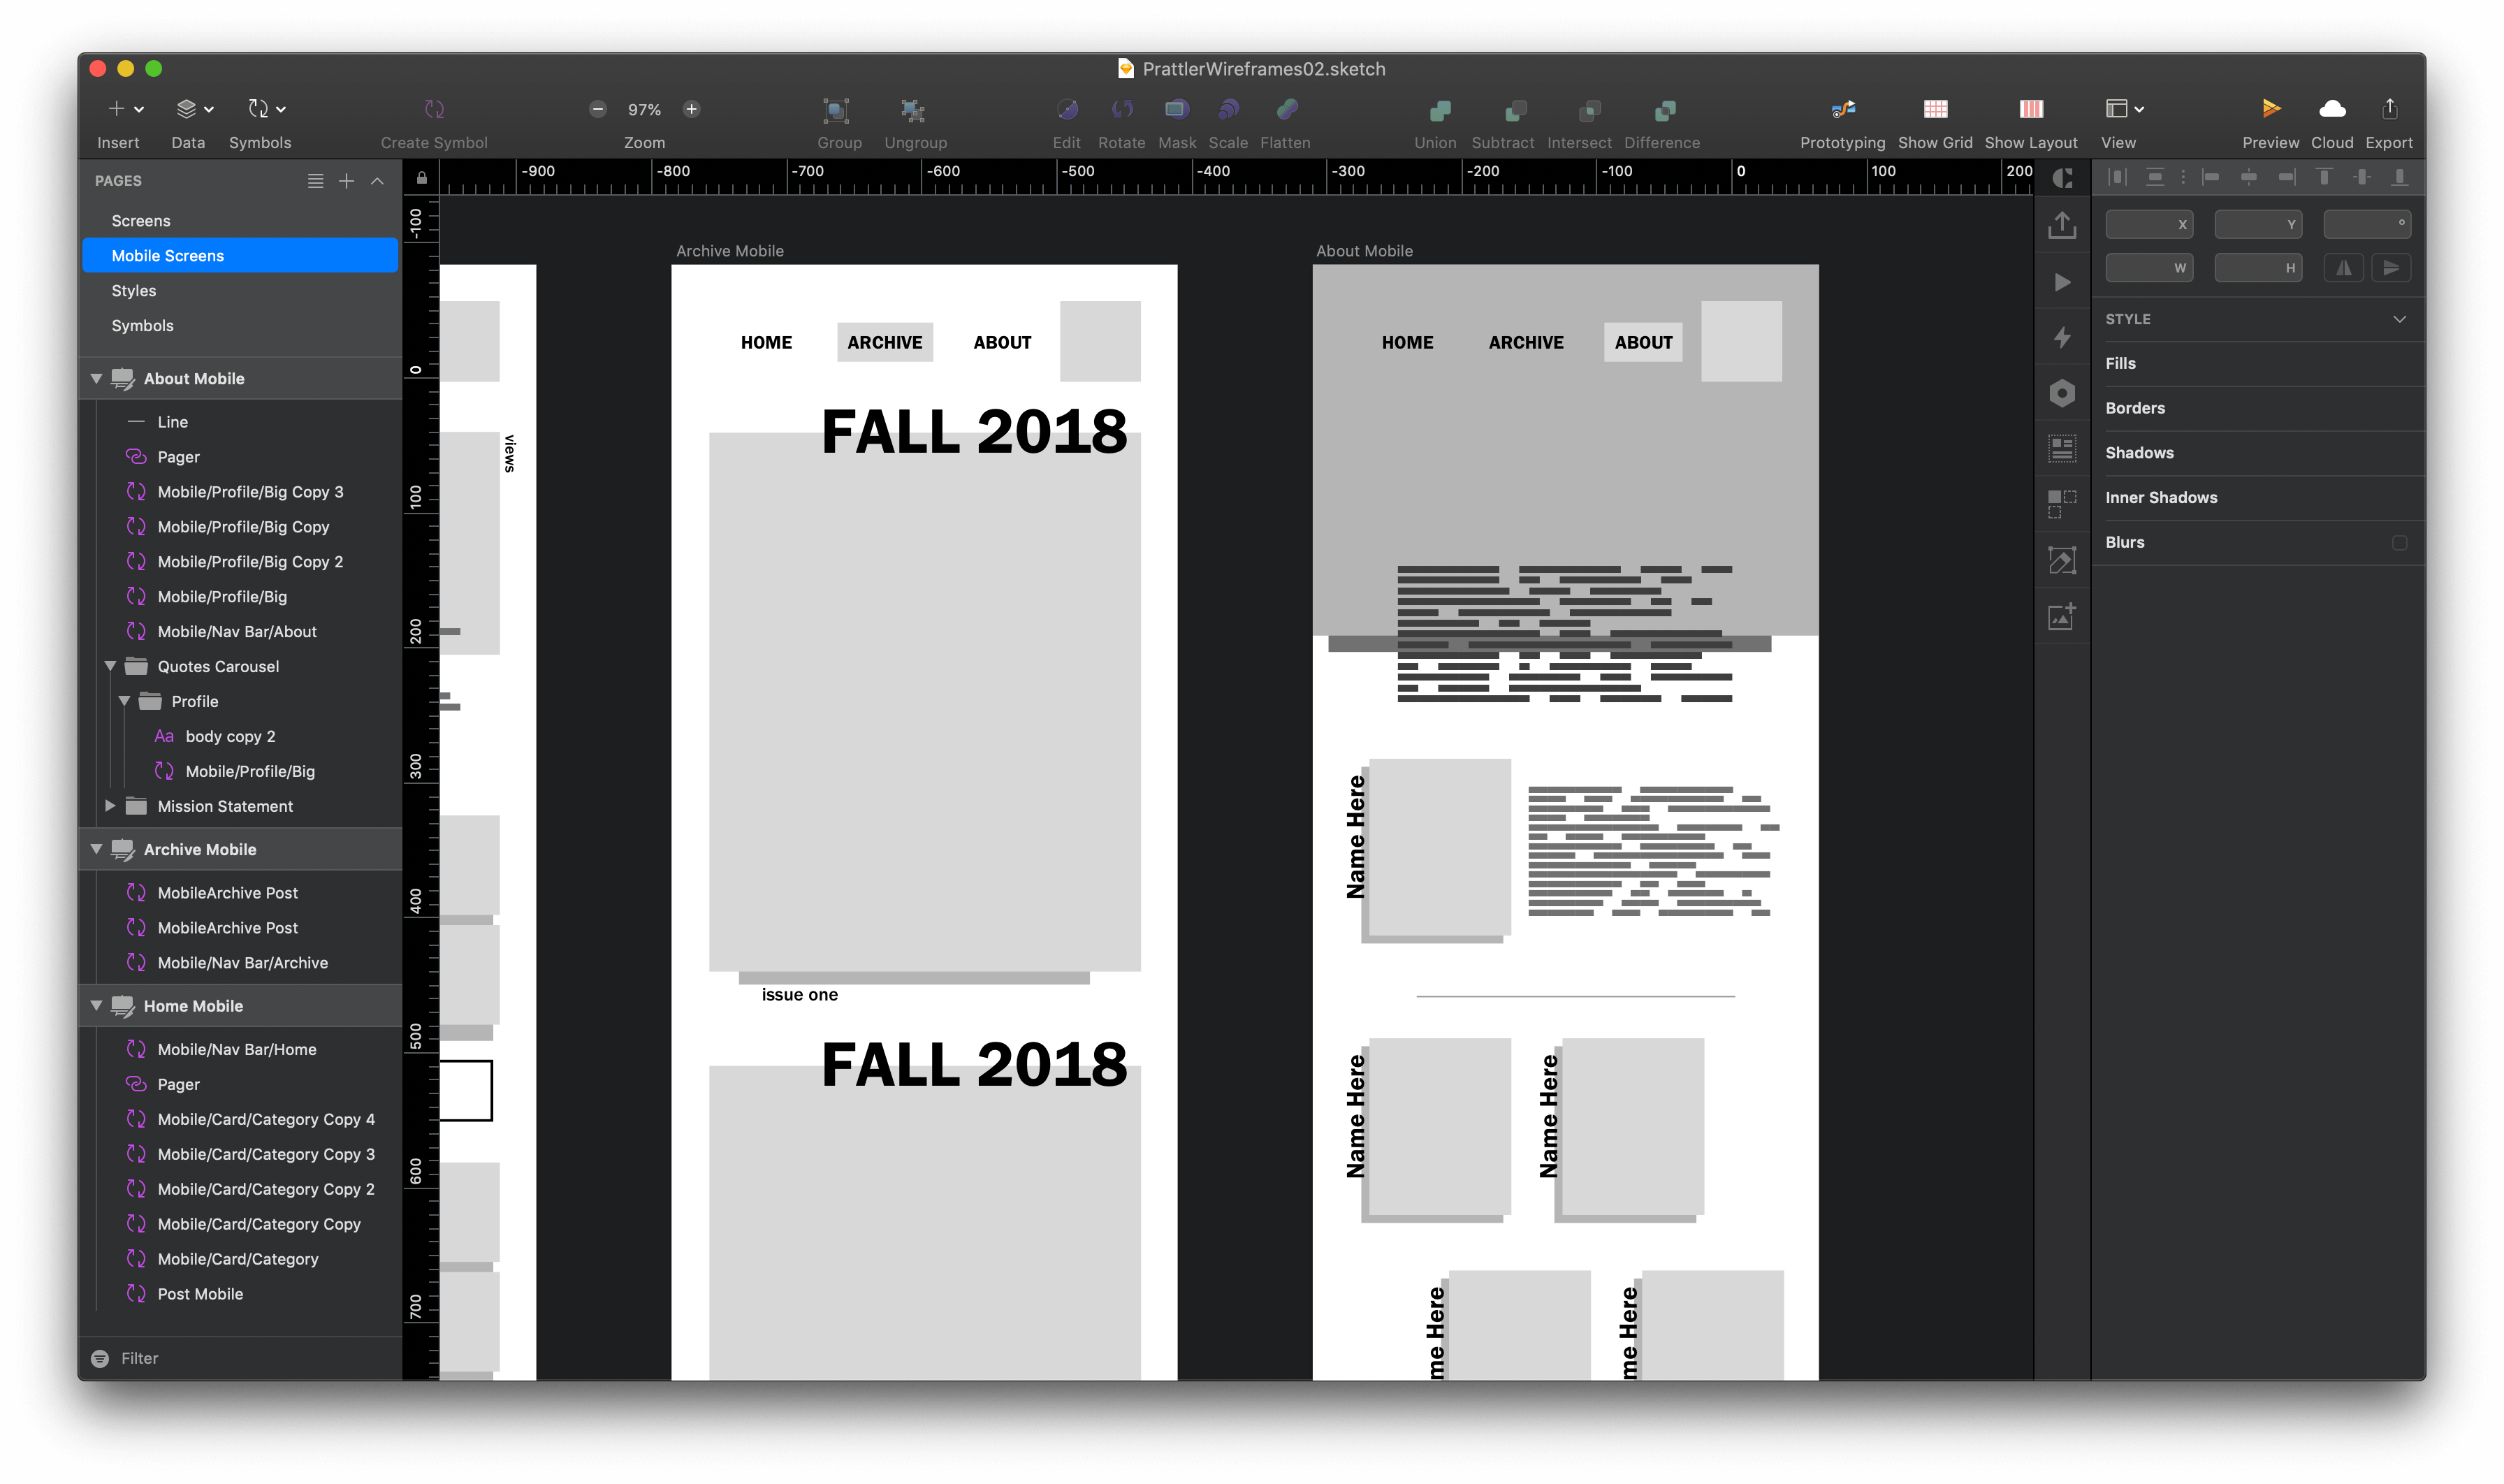 PrattlerWireframes02.sketch
97%
Insert Data Symbols Create Symbol Zoom Group Ungroup Edit Rotate Mask Scale Flatten Union Subtract Intersect Difference Prototyping Show Grid Show Layout View Preview Cloud Export
PAGES
Screens
Mobile Screens
Styles
Symbols
About Mobile
Line
Pager
Mobile/Profile/Big Copy 3
Mobile/Profile/Big Copy
Mobile/Profile/Big Copy 2
Mobile/Profile/Big
Mobile/Nav Bar/About
Quotes Carousel
Profile
Aa body copy 2
Mobile/Profile/Big
Mission Statement
Archive Mobile
MobileArchive Post
MobileArchive Post
Mobile/Nav Bar/Archive
Home Mobile
Mobile/Nav Bar/Home
Pager
Mobile/Card/Category Copy 4
Mobile/Card/Category Copy 3
Mobile/Card/Category Copy 2
Mobile/Card/Category Copy
Mobile/Card/Category
Post Mobile
Filter
-900 -800 -700 -600 -500 -400 -300 -200 -100 0 100 200
-100
0
100
200
300
400
500
600
700
views
Archive Mobile
HOME ARCHIVE ABOUT
FALL 2018
issue one
FALL 2018
About Mobile
HOME ARCHIVE ABOUT
Name Here
Name Here
Name Here
me Here
me Here
X Y °
W H
STYLE
Fills
Borders
Shadows
Inner Shadows
Blurs